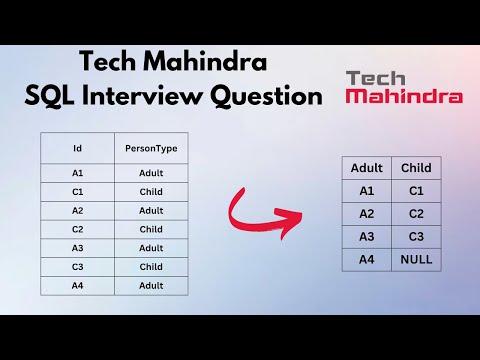 Tech Mahindra
SQL Interview Question
Tech
Mahindra
Id PersonType
A1 Adult
C1 Child
A2 Adult
C2 Child
A3 Adult
C3 Child
A4 Adult
Adult Child
A1 C1
A2 C2
A3 C3
A4 NULL